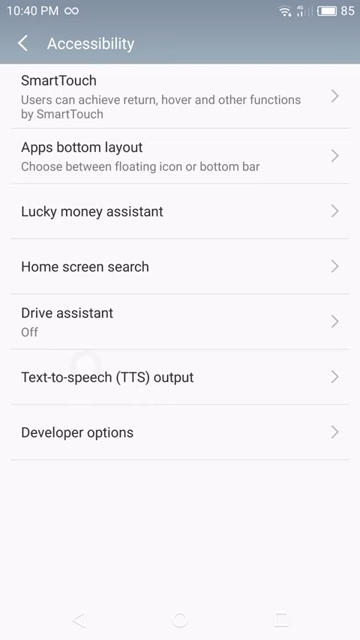 10:40 PM ∞ 4G 85
Accessibility
SmartTouch
Users can achieve return, hover and other functions
by SmartTouch
Apps bottom layout
Choose between floating icon or bottom bar
Lucky money assistant
Home screen search
Drive assistant
Off
Text-to-speech (TTS) output
Developer options